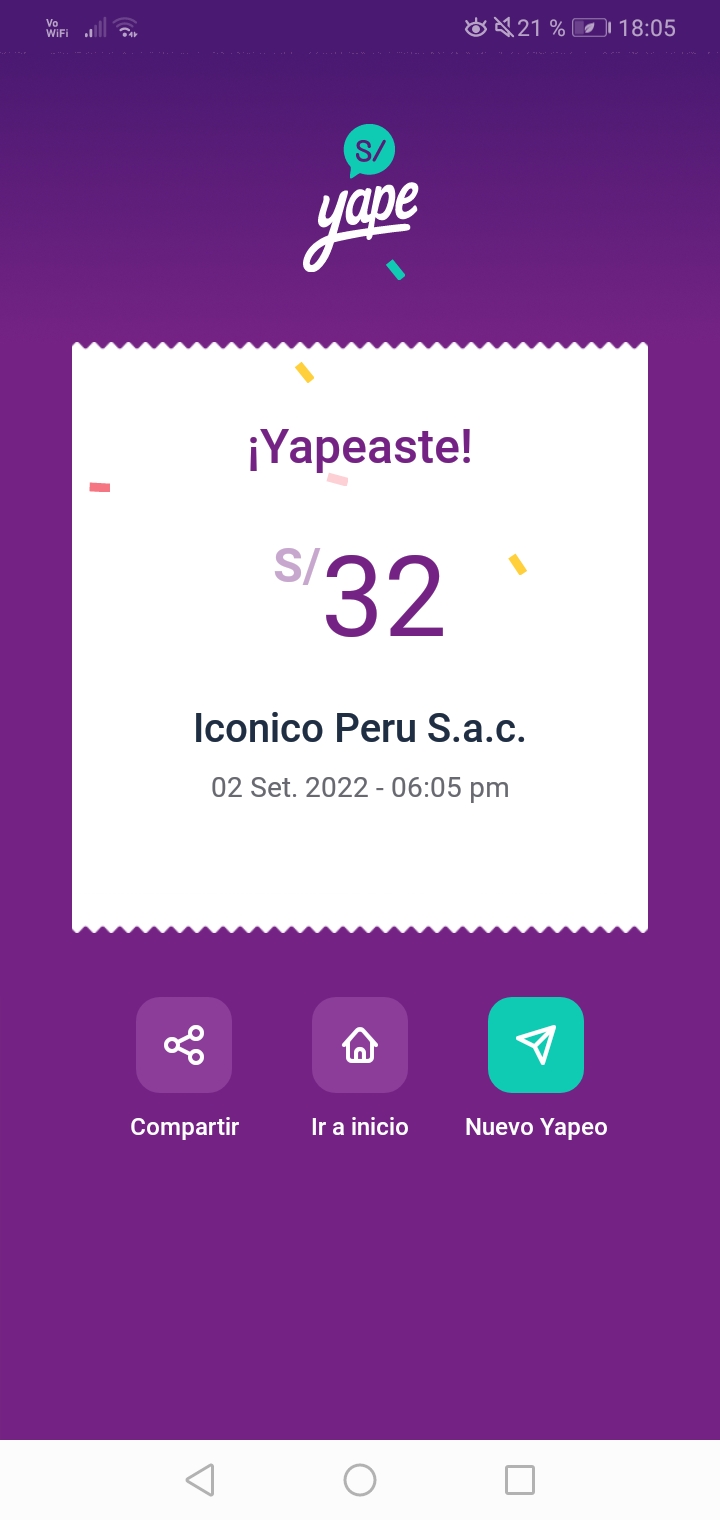 Vo
WiFi
21 %
18:05
S/
yape
¡Yapeaste!
S/32
Iconico Peru S.a.c.
02 Set. 2022 - 06:05 pm
Compartir
Ir a inicio
Nuevo Yapeo